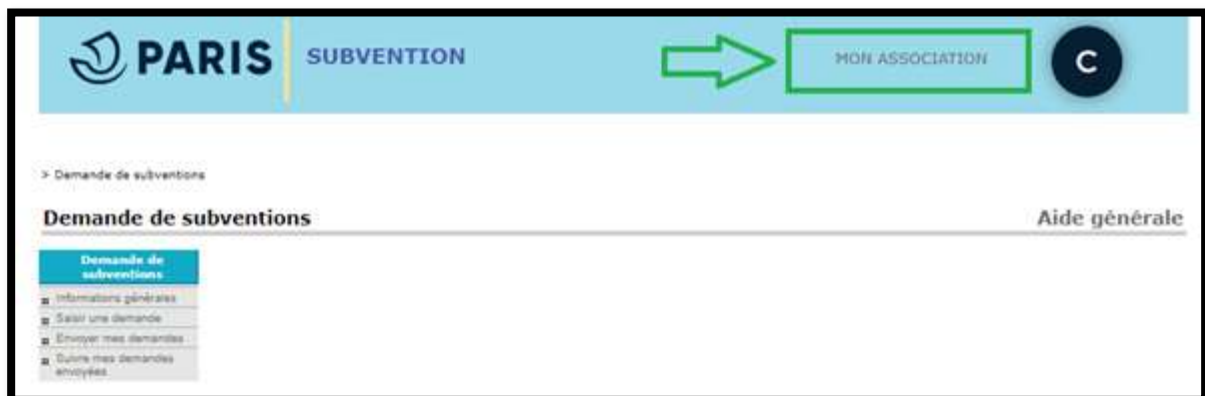 PARIS SUBVENTION MON ASSOCIATION C
> Demande de subventions
Demande de subventions Aide générale
Demande de
subventions
Informations générales
Saisir une demande
Envoyer mes demandes
Suivre mes demandes
envoyées